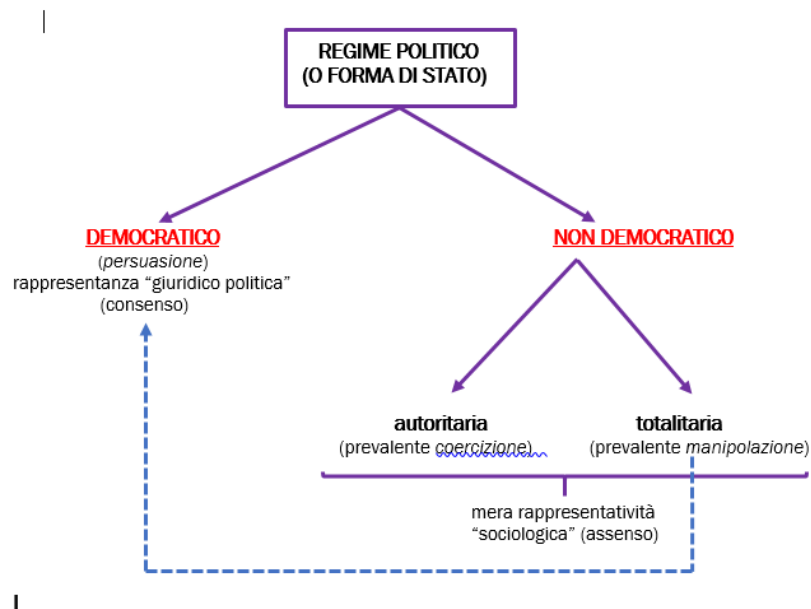 REGIME POLITICO
(O FORMA DI STATO)
DEMOCRATICO
(persuasione)
rappresentanza “giuridico politica”
(consenso)
NON DEMOCRATICO
autoritaria
(prevalente coercizione)
totalitaria
(prevalente manipolazione)
mera rappresentatività
“sociologica” (assenso)